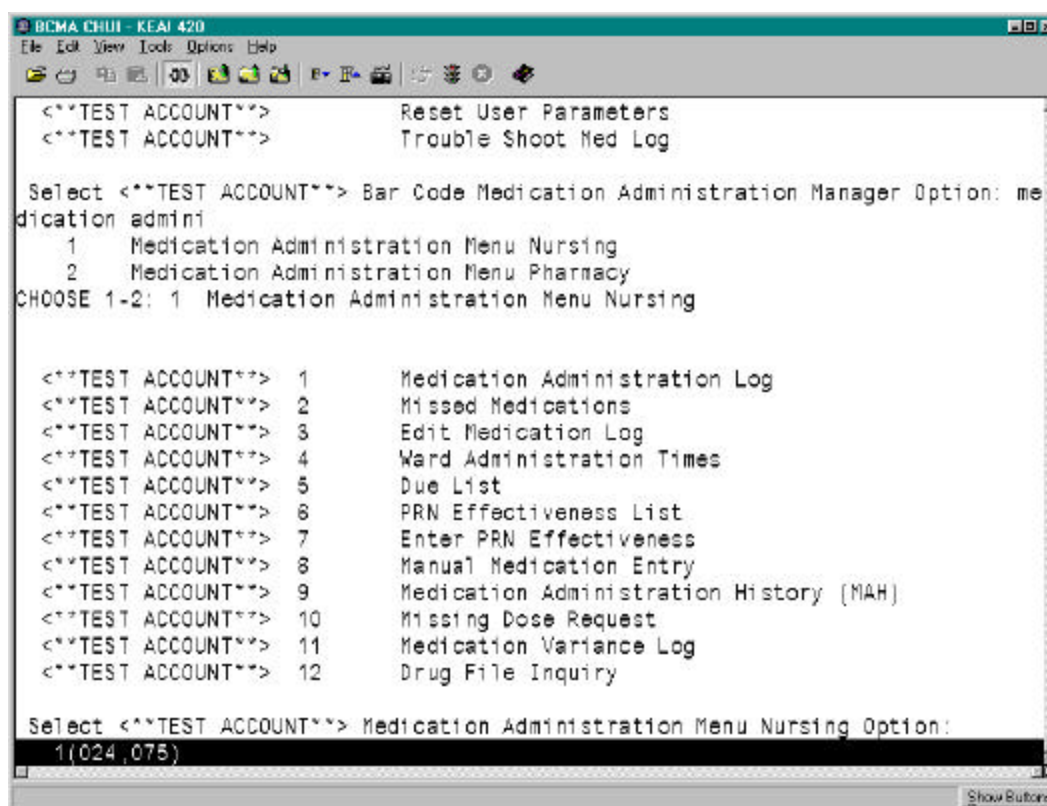 BCMA CHUI - KEAI 420
File Edit View Tools Options Help
<**TEST ACCOUNT**> Reset User Parameters
<**TEST ACCOUNT**> Trouble Shoot Med Log
Select <**TEST ACCOUNT**> Bar Code Medication Administration Manager Option: me
dication admini
1 Medication Administration Menu Nursing
2 Medication Administration Menu Pharmacy
CHOOSE 1-2: 1 Medication Administration Menu Nursing
<**TEST ACCOUNT**> 1 Medication Administration Log
<**TEST ACCOUNT**> 2 Missed Medications
<**TEST ACCOUNT**> 3 Edit Medication Log
<**TEST ACCOUNT**> 4 Ward Administration Times
<**TEST ACCOUNT**> 5 Due List
<**TEST ACCOUNT**> 6 PRN Effectiveness List
<**TEST ACCOUNT**> 7 Enter PRN Effectiveness
<**TEST ACCOUNT**> 8 Manual Medication Entry
<**TEST ACCOUNT**> 9 Medication Administration History (MAH)
<**TEST ACCOUNT**> 10 Missing Dose Request
<**TEST ACCOUNT**> 11 Medication Variance Log
<**TEST ACCOUNT**> 12 Drug File Inquiry
Select <**TEST ACCOUNT**> Medication Administration Menu Nursing Option:
1(024,075)
Show Buttons